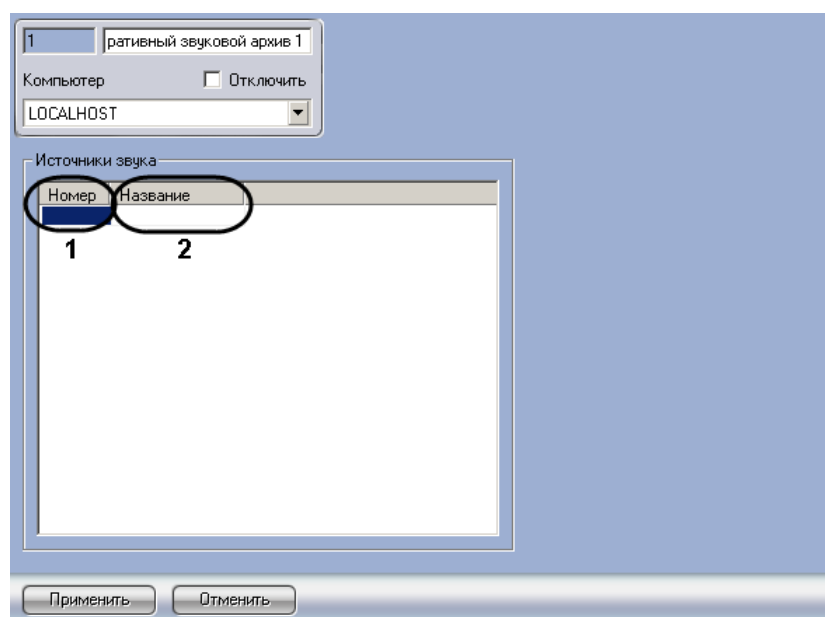 1
ративный звуковой архив 1
Компьютер
Отключить
LOCALHOST
Источники звука
Номер Название
1 2
Применить Отменить